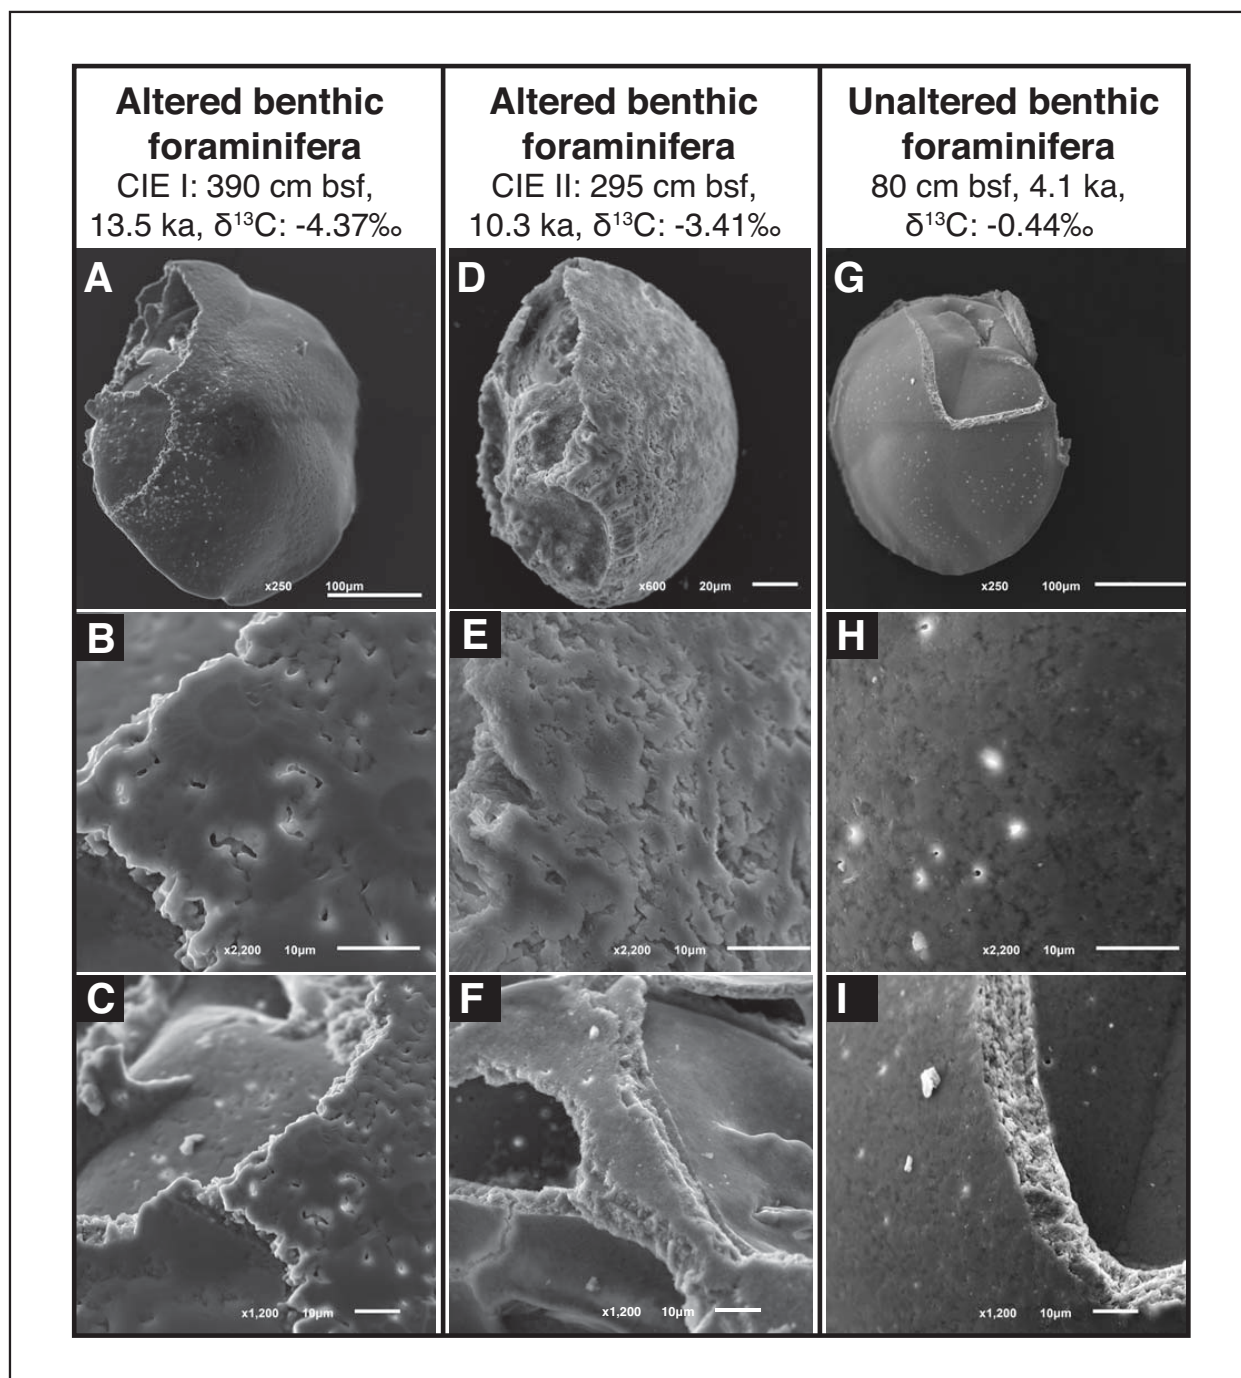 Altered benthic
foraminifera
CIE I: 390 cm bsf,
13.5 ka, δ¹³C: -4.37‰
Altered benthic
foraminifera
CIE II: 295 cm bsf,
10.3 ka, δ¹³C: -3.41‰
Unaltered benthic
foraminifera
80 cm bsf, 4.1 ka,
δ¹³C: -0.44‰
A
x250 100µm
D
x600 20µm
G
x250 100µm
B
x2,200 10µm
E
x2,200 10µm
H
x2,200 10µm
C
x1,200 10µm
F
x1,200 10µm
I
x1,200 10µm